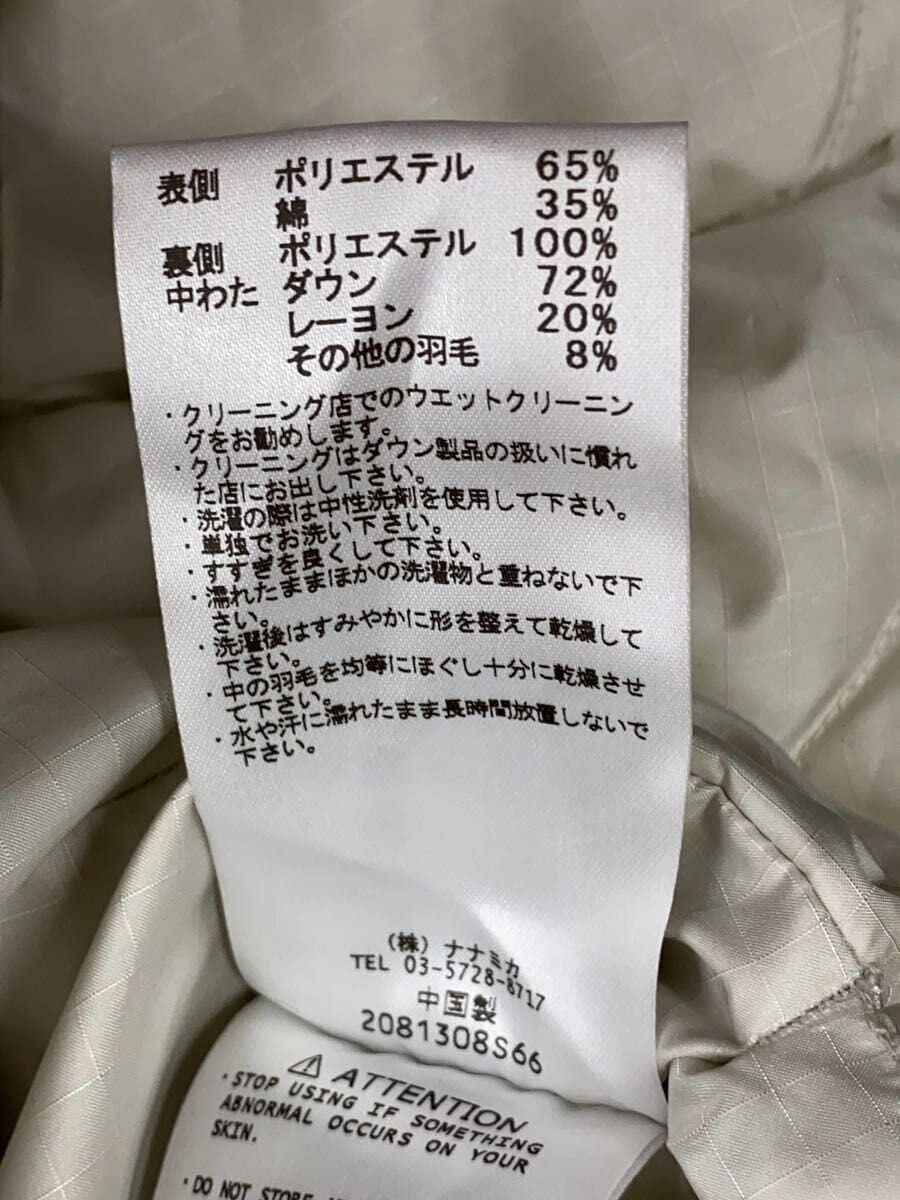 表側 ポリエステル 65%
綿 35%
裏側 ポリエステル 100%
中わた ダウン 72%
レーヨン 20%
その他の羽毛 8%
・クリーニング店でのウエットクリーニン
グをお勧めします。
・クリーニングはダウン製品の扱いに慣れ
た店にお出し下さい。
・洗濯の際は中性洗剤を使用して下さい。
・単独でお洗い下さい。
・すすぎを良くして下さい。
・濡れたままほかの洗濯物と重ねないで下
さい。
・洗濯後はすみやかに形を整えて乾燥して
下さい。
・中の羽毛を均等にほぐし十分に乾燥させ
て下さい。
・水や汗に濡れたまま長時間放置しないで
下さい。
(株) ナナミカ
TEL 03-5728-8717
中国製
2081308S66
⚠ ATTENTION
・STOP USING IF SOMETHING
ABNORMAL OCCURS ON YOUR
SKIN.
・DO NOT STORE